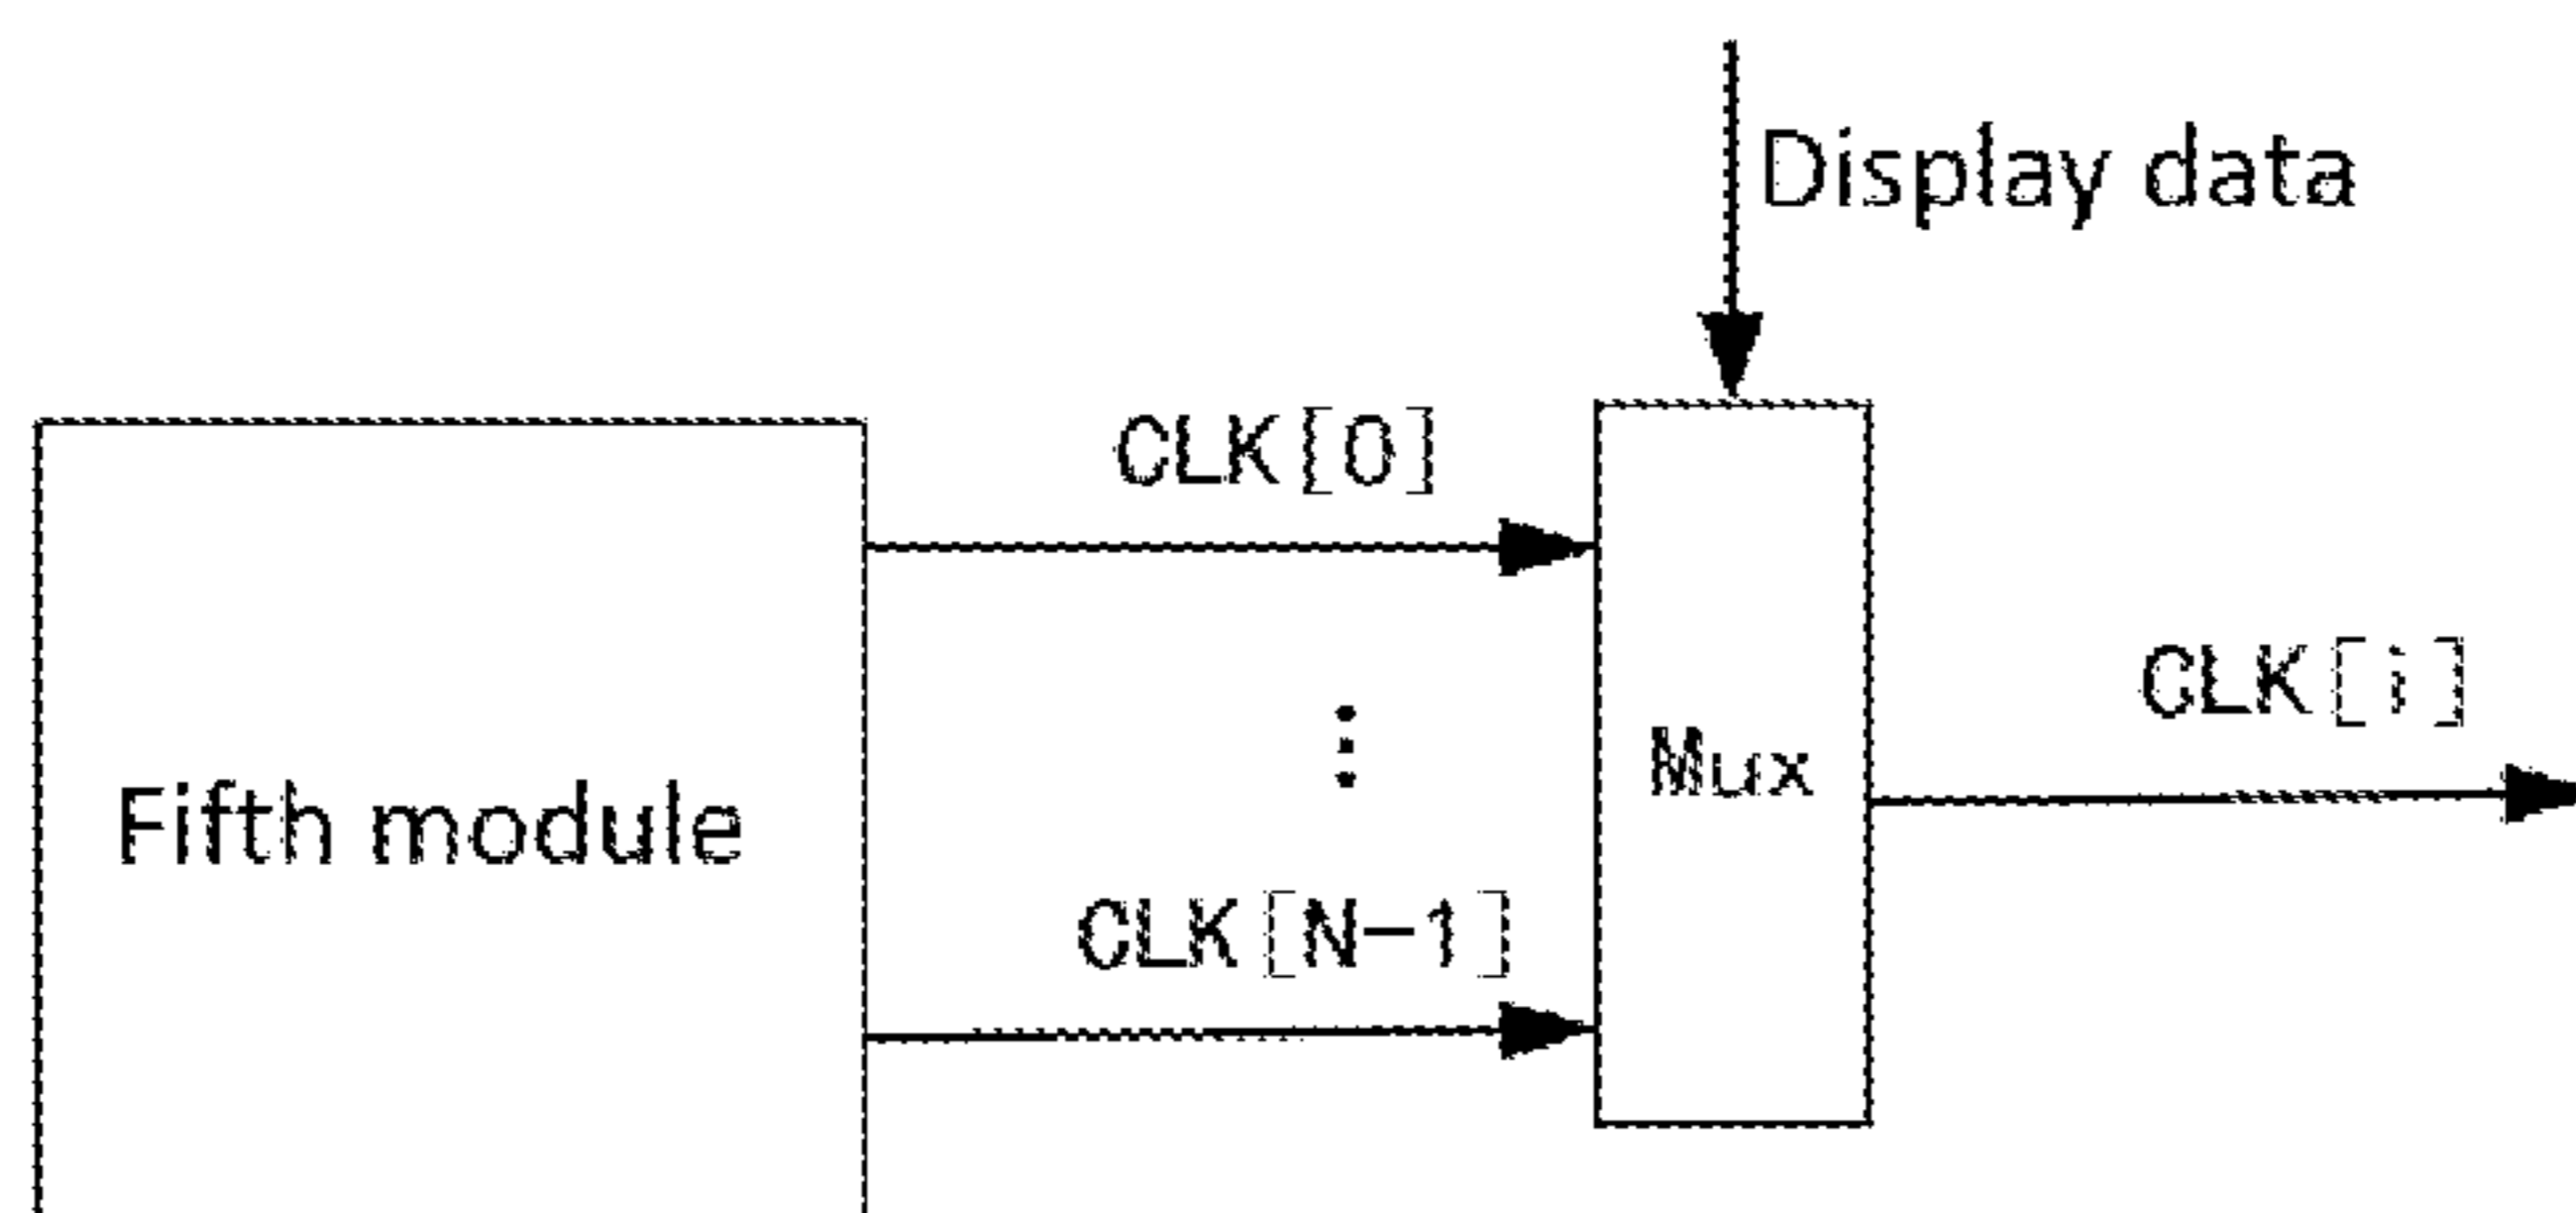 Display data
CLK[0]
CLK[i]
Mux
Fifth module
CLK[N-1]